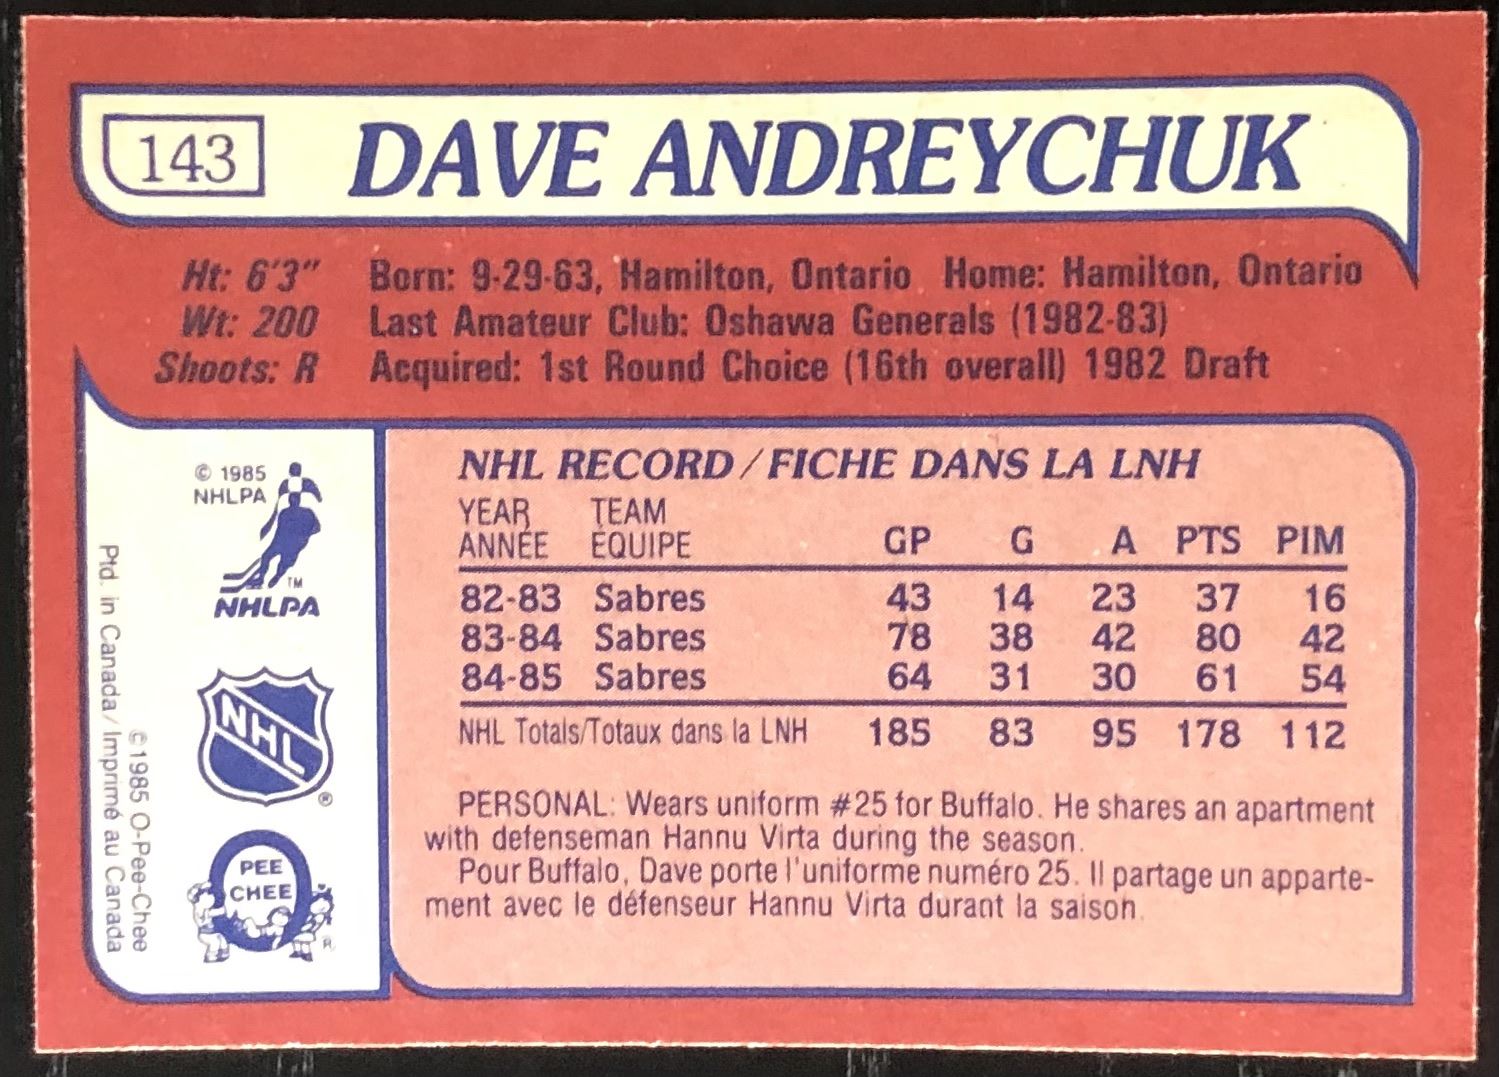 143 DAVE ANDREYCHUK
Ht: 6'3" Born: 9-29-63, Hamilton, Ontario Home: Hamilton, Ontario
Wt: 200 Last Amateur Club: Oshawa Generals (1982-83)
Shoots: R Acquired: 1st Round Choice (16th overall) 1982 Draft
© 1985
NHLPA
TM
NHLPA
NHL
®
PEE
CHEE
R
©1985 O-Pee-Chee
Ptd. in Canada/Imprimé au Canada
NHL RECORD/FICHE DANS LA LNH
YEAR TEAM
ANNÉE ÉQUIPE GP G A PTS PIM
82-83 Sabres 43 14 23 37 16
83-84 Sabres 78 38 42 80 42
84-85 Sabres 64 31 30 61 54
NHL Totals/Totaux dans la LNH 185 83 95 178 112
PERSONAL: Wears uniform #25 for Buffalo. He shares an apartment
with defenseman Hannu Virta during the season.
Pour Buffalo, Dave porte l'uniforme numéro 25. Il partage un apparte-
ment avec le défenseur Hannu Virta durant la saison.